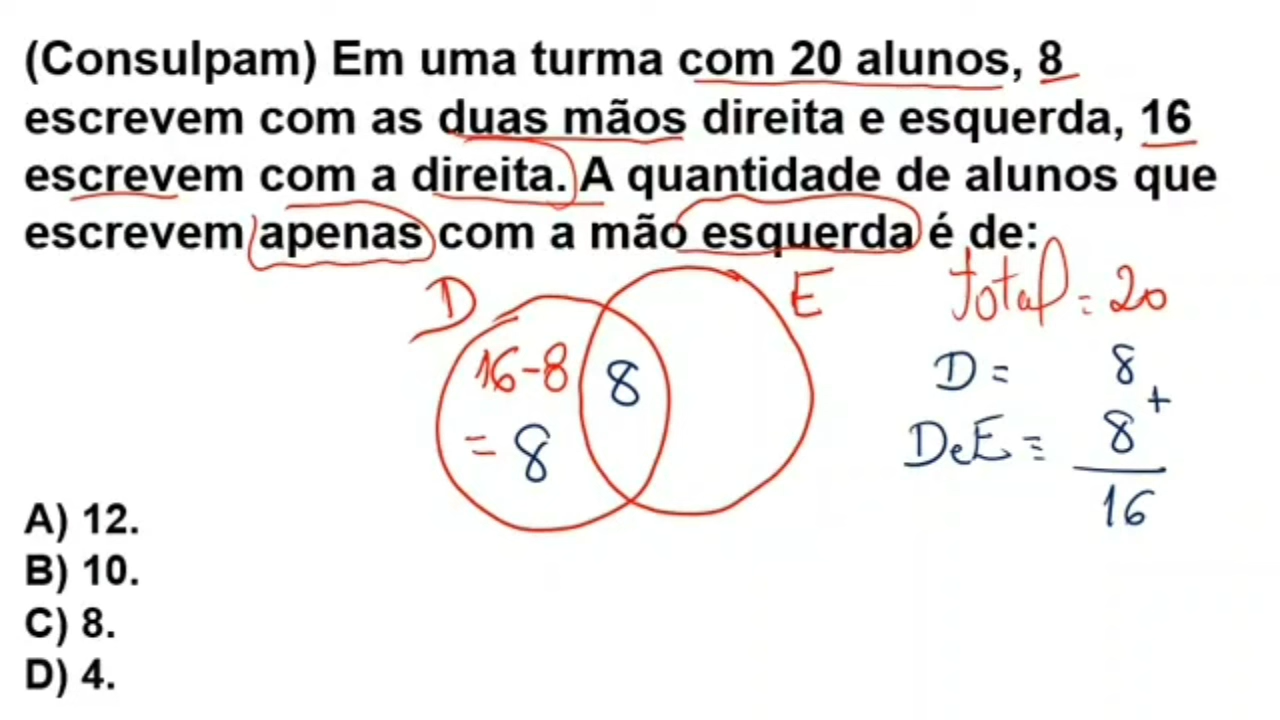 (Consulpam) Em uma turma com 20 alunos, 8
escrevem com as duas mãos direita e esquerda, 16
escrevem com a direita. A quantidade de alunos que
escrevem apenas com a mão esquerda é de:
D E total = 20
16-8 8 D = 8
= 8 DeE = 8 +
16
A) 12.
B) 10.
C) 8.
D) 4.